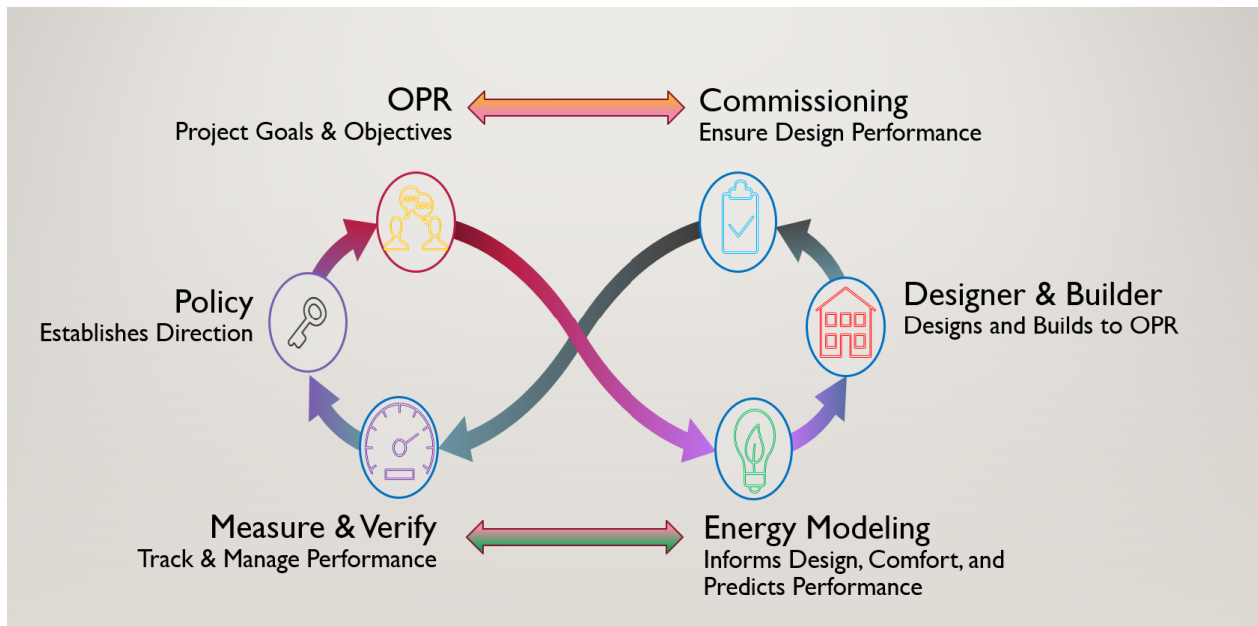 OPR
Project Goals & Objectives
Commissioning
Ensure Design Performance
Policy
Establishes Direction
Designer & Builder
Designs and Builds to OPR
Measure & Verify
Track & Manage Performance
Energy Modeling
Informs Design, Comfort, and
Predicts Performance